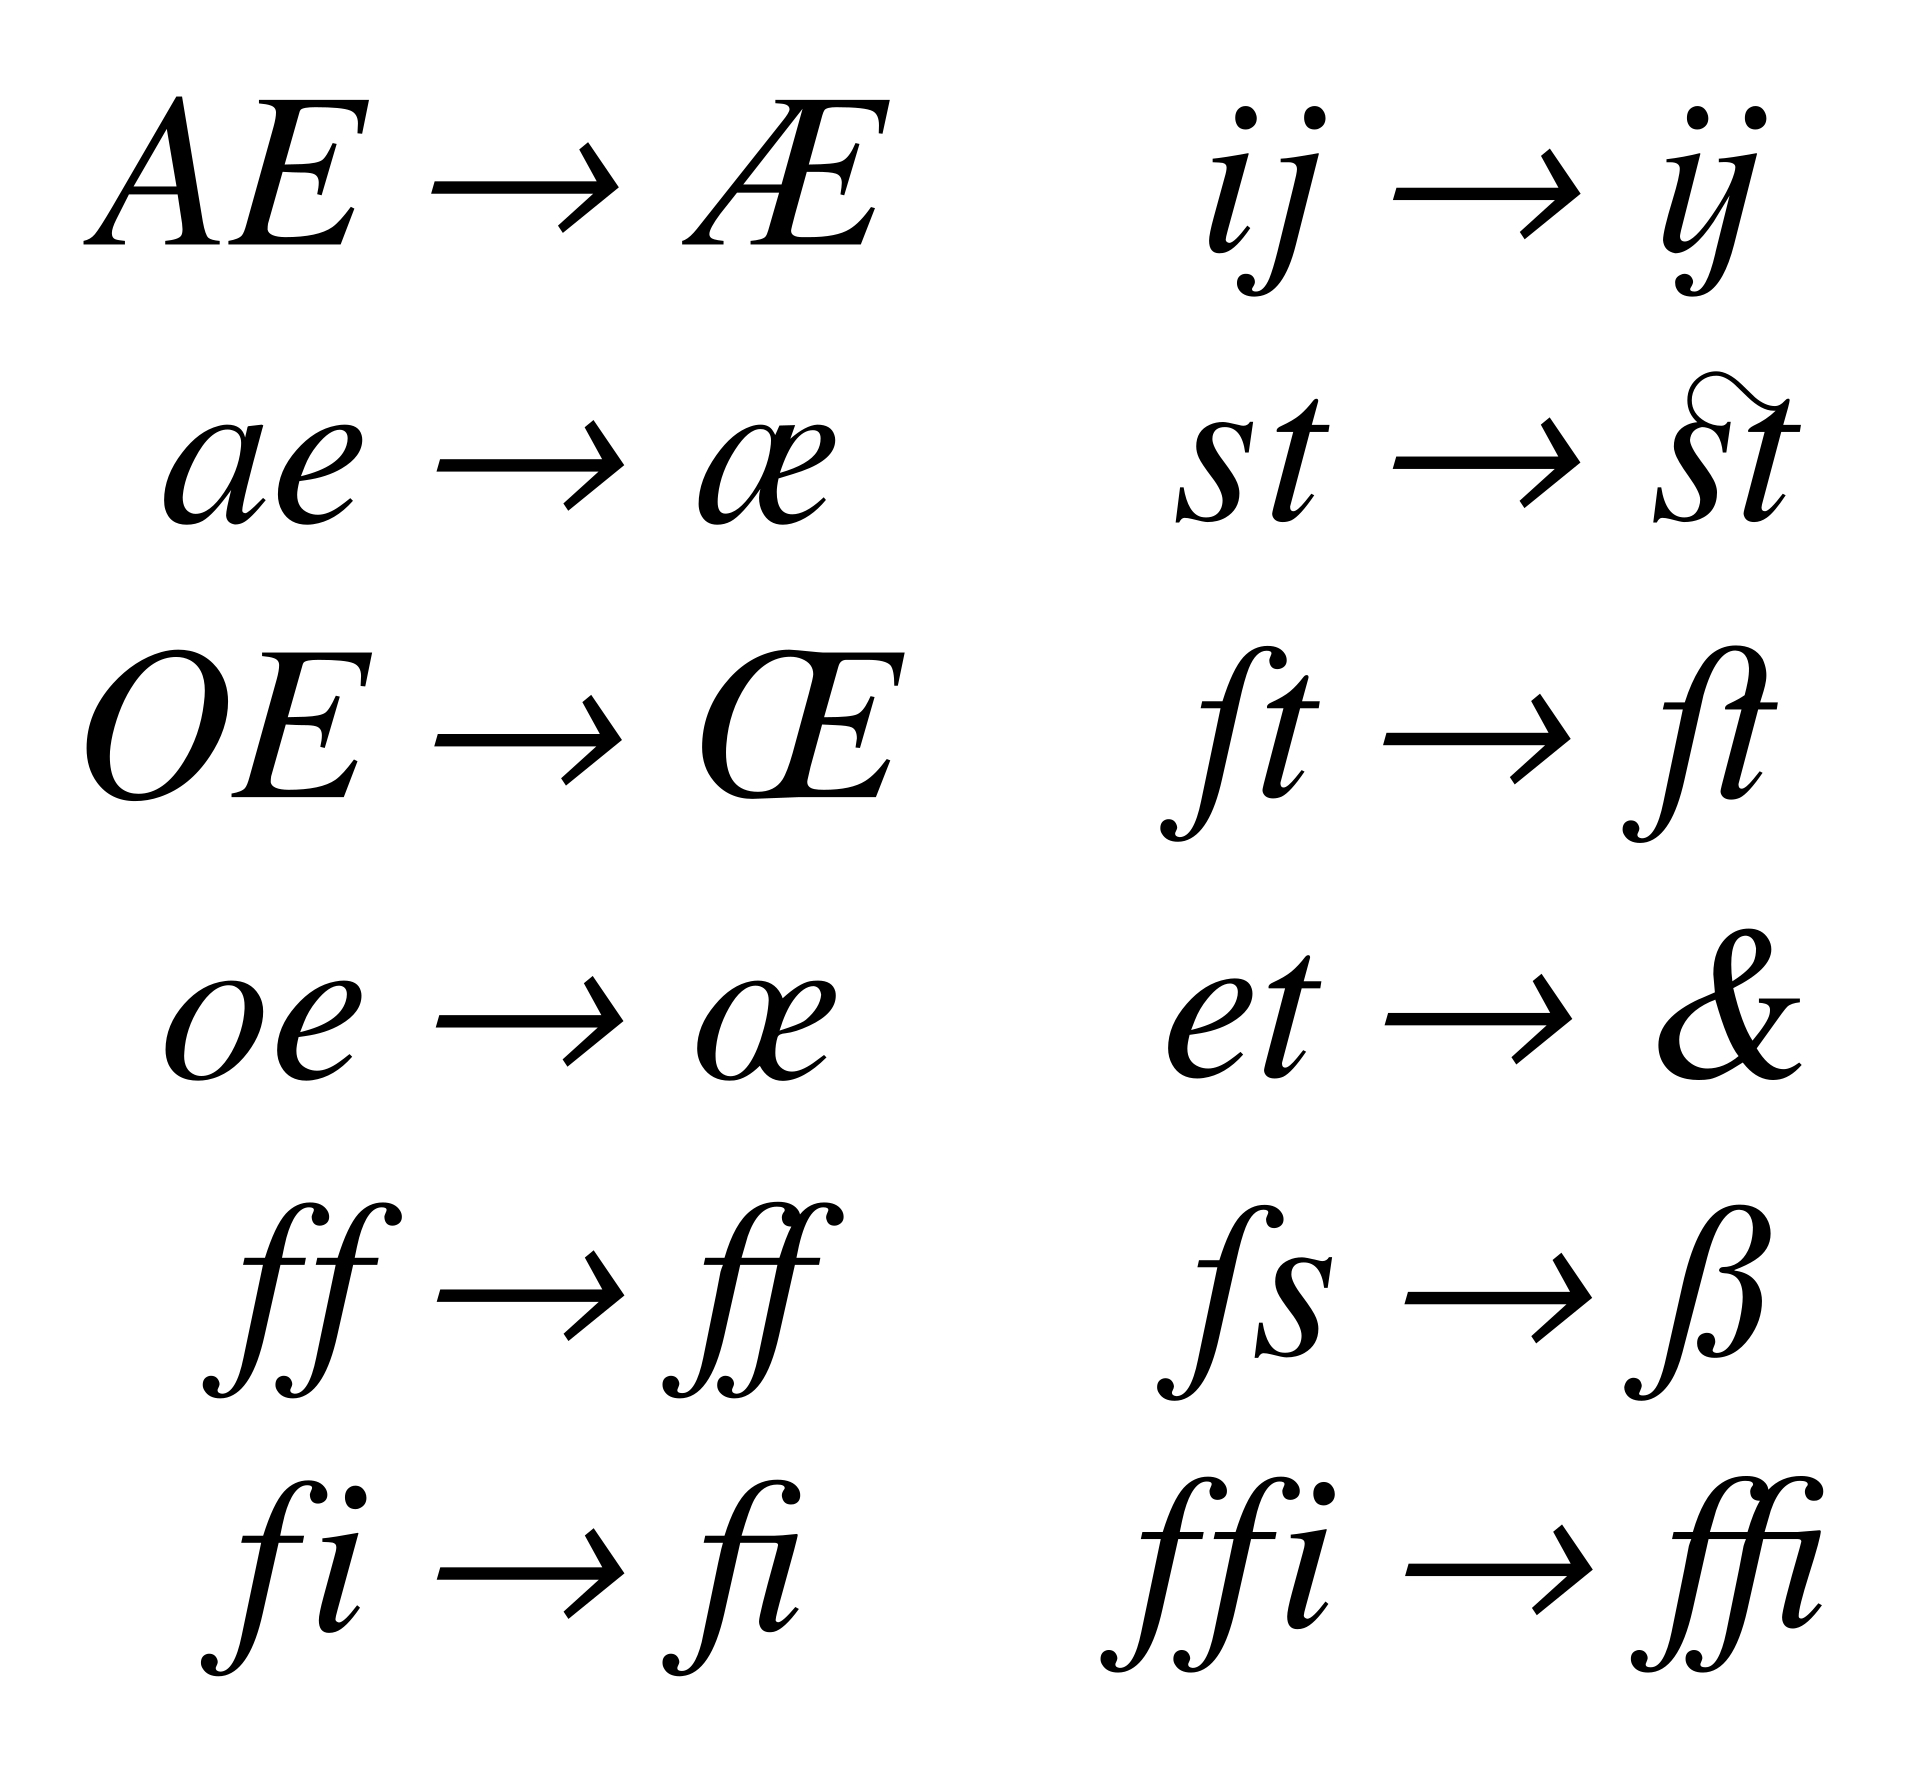 AE → Æ ij → ij
ae → æ st → st
OE → Œ ſt → ſt
oe → œ et → &
ff → ff ſs → ß
fi → fi ffi → ffi